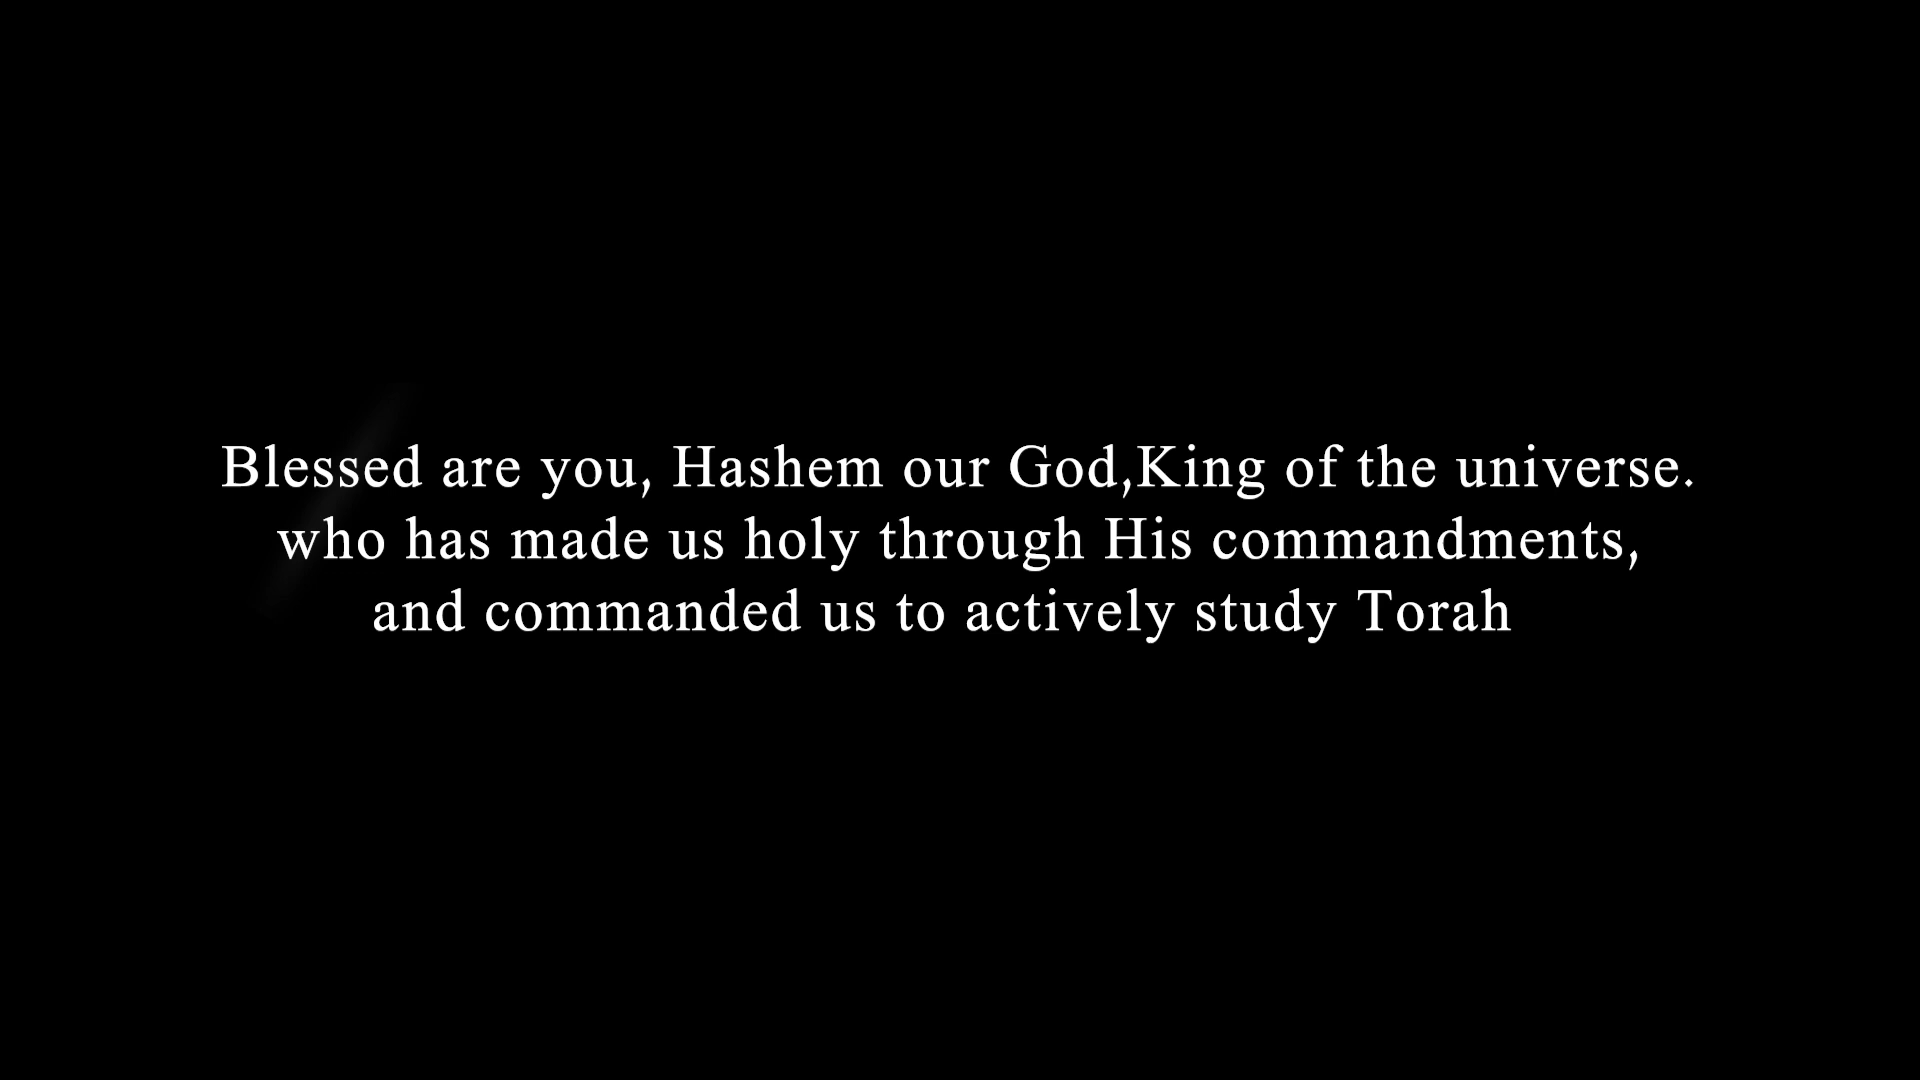 Blessed are you, Hashem our God,King of the universe.
who has made us holy through His commandments,
and commanded us to actively study Torah